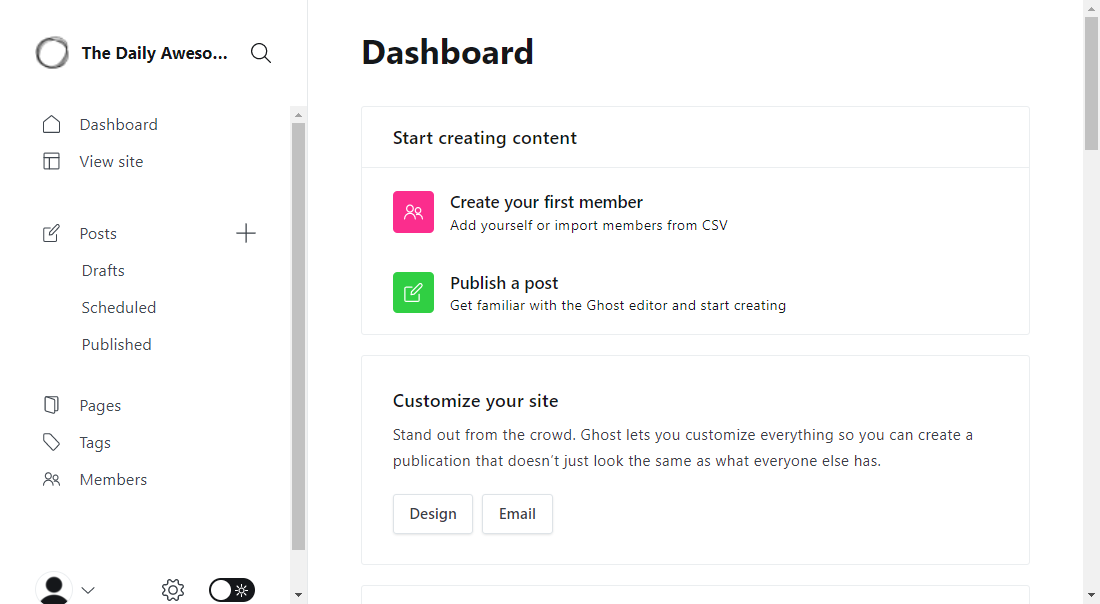 The Daily Aweso...
Dashboard
View site
Posts
Drafts
Scheduled
Published
Pages
Tags
Members
Dashboard
Start creating content
Create your first member
Add yourself or import members from CSV
Publish a post
Get familiar with the Ghost editor and start creating
Customize your site
Stand out from the crowd. Ghost lets you customize everything so you can create a
publication that doesn’t just look the same as what everyone else has.
Design
Email